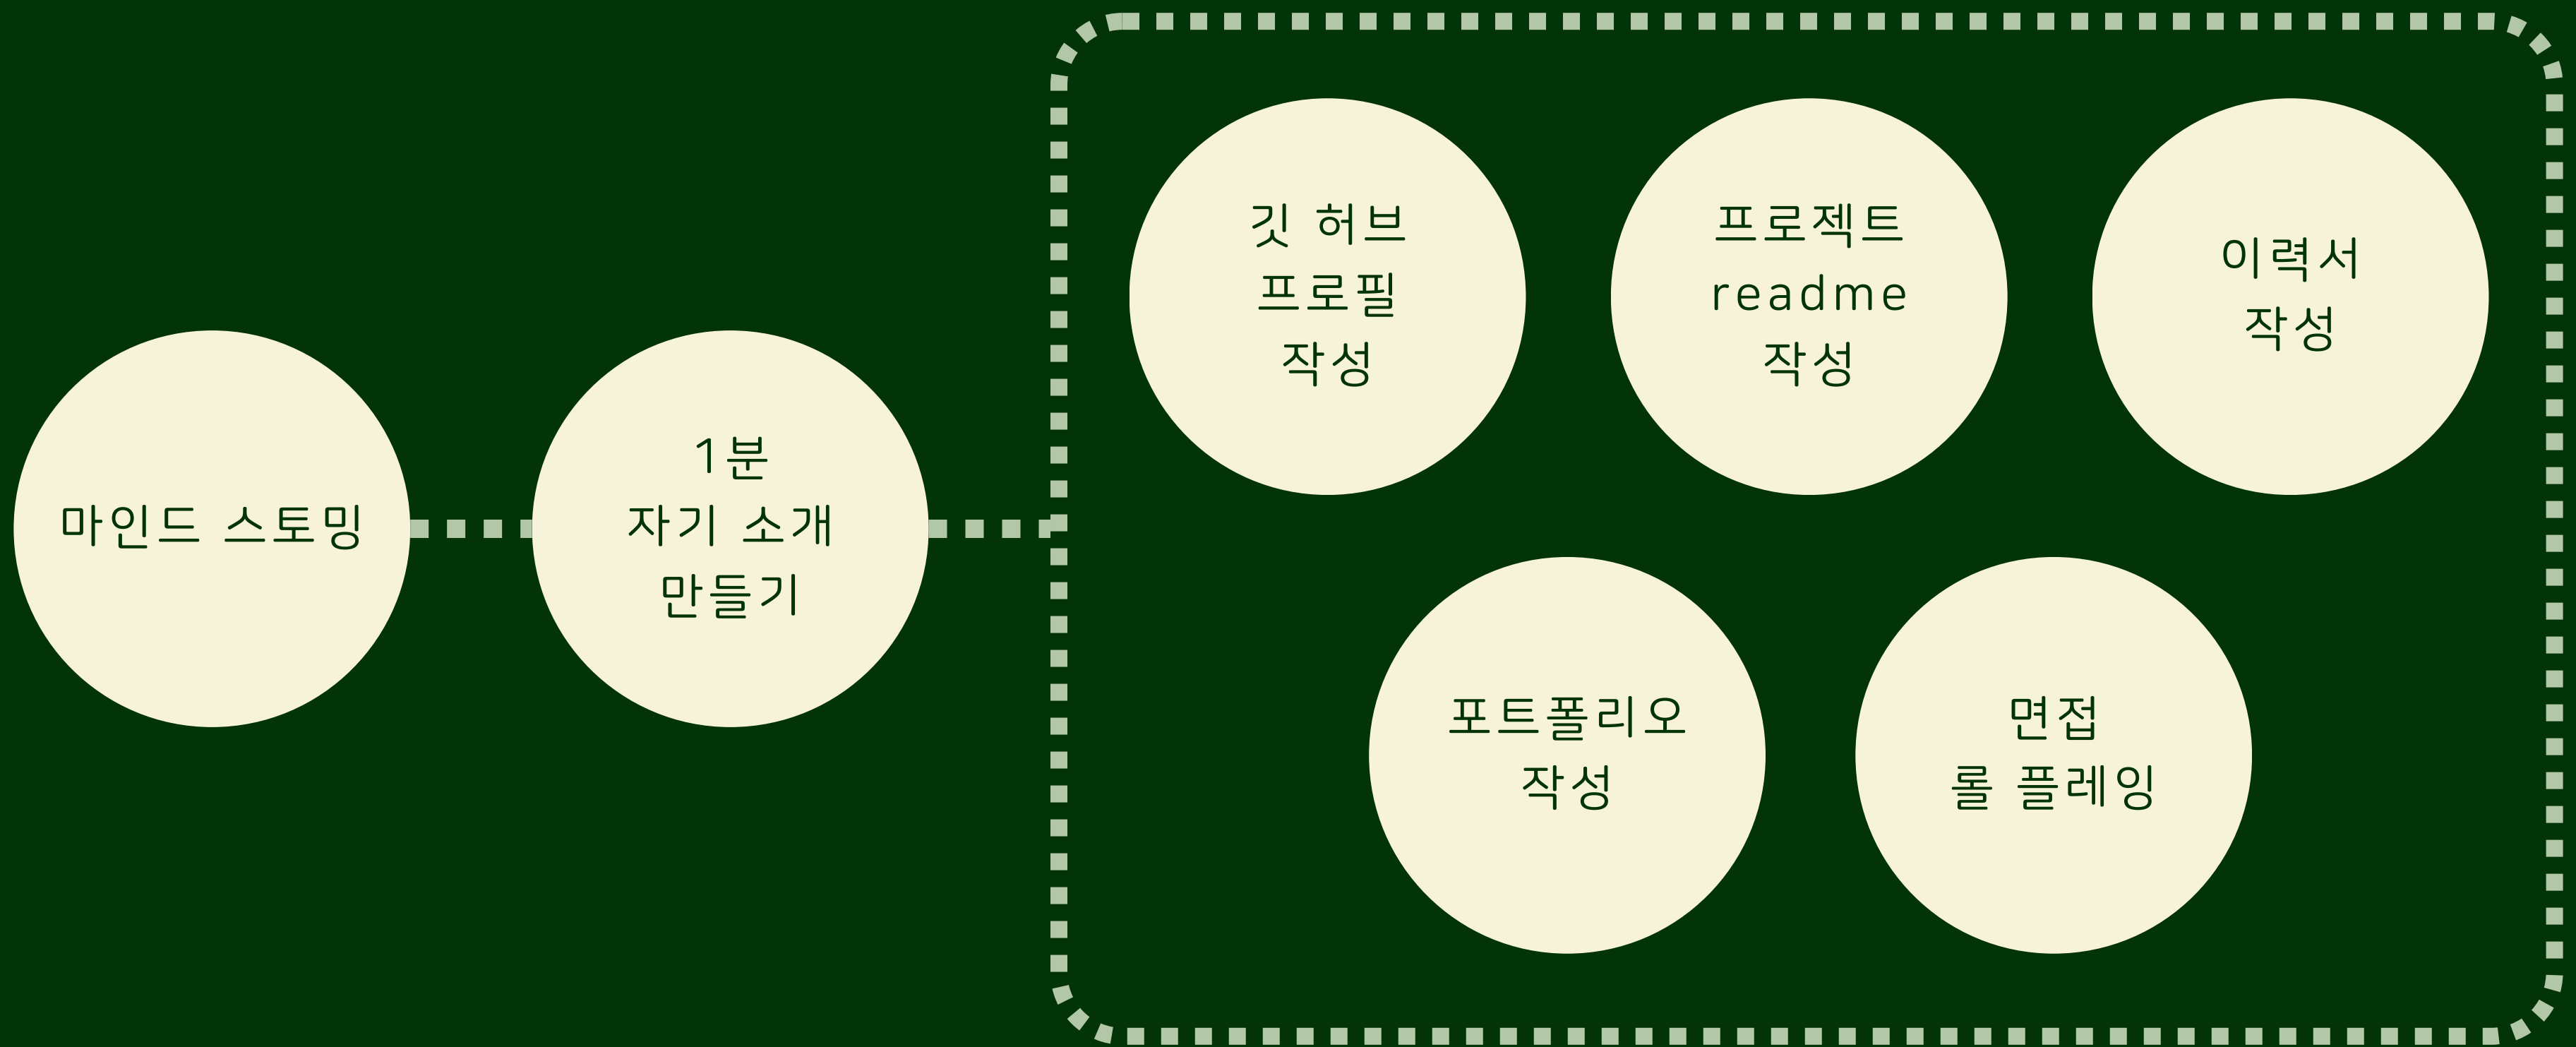 마인드 스토밍
1분
자기 소개
만들기
깃 허브
프로필
작성
프로젝트
readme
작성
이력서
작성
포트폴리오
작성
면접
롤 플레잉